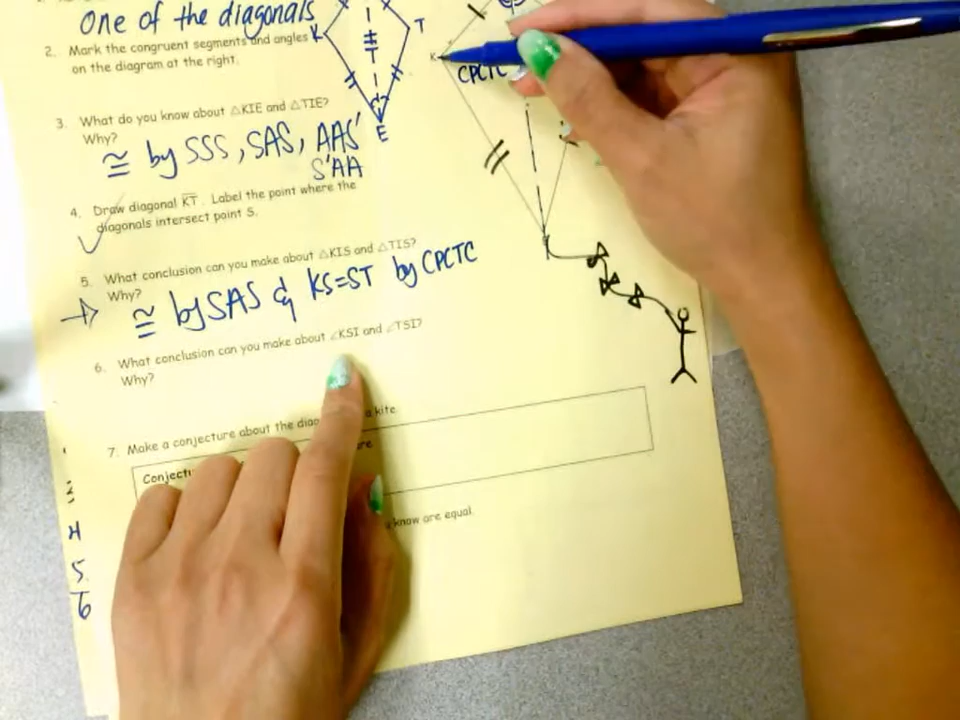 One of the diagonals
2. Mark the congruent segments and angles
on the diagram at the right.
K
T
E
K
CPCTC
3. What do you know about △KIE and △TIE?
Why?
≅ by SSS, SAS, AAS'
S'AA
4. Draw diagonal KT. Label the point where the
diagonals intersect point S.
5. What conclusion can you make about △KIS and △TIS?
Why?
≅ by SAS & KS=ST by CPCTC
6. What conclusion can you make about ∠KSI and ∠TSI?
Why?
7. Make a conjecture about the a kite
know are equal.
4
5.
6